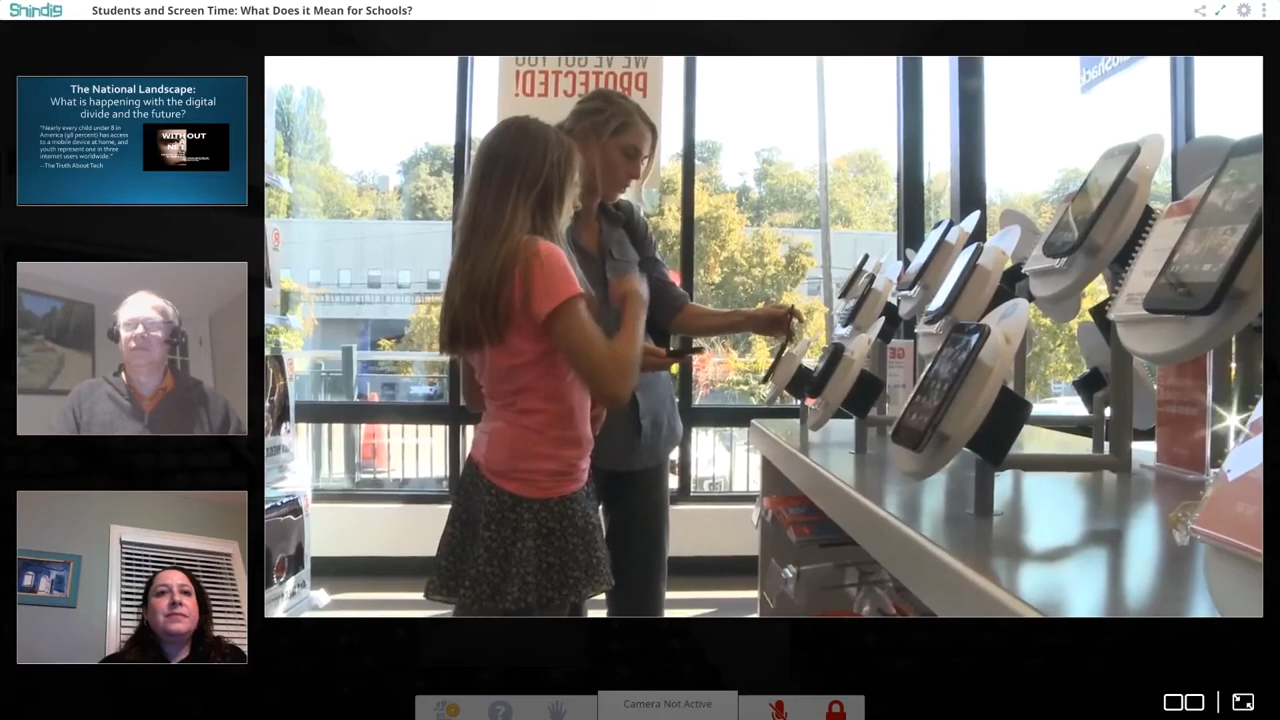 Shindig
Students and Screen Time: What Does it Mean for Schools?
The National Landscape:
What is happening with the digital
divide and the future?
"Nearly every child under 8 in
America (98 percent) has access
to a mobile device at home, and
youth represent one in three
internet users worldwide."
--The Truth About Tech
WITHOUT
A
NET
WE'VE GOT YOU
PROTECTED!
Camera Not Active